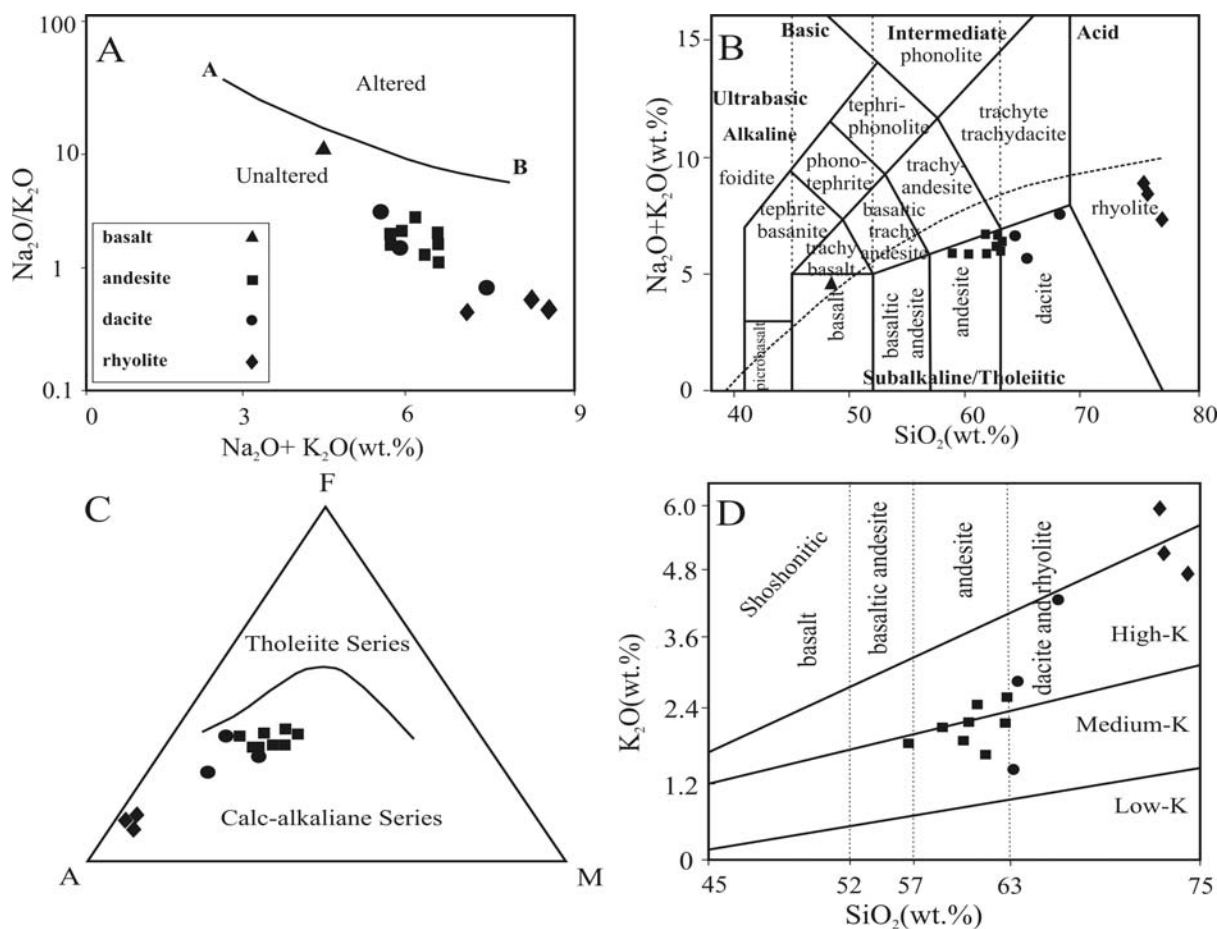 A
Na₂O/K₂O
100
10
1
0.1
A
Altered
B
Unaltered
basalt
andesite
dacite
rhyolite
0
3
6
9
Na₂O+ K₂O(wt.%)
B
Na₂O+K₂O(wt.%)
15
10
5
0
Basic
Intermediate
phonolite
Acid
Ultrabasic
Alkaline
tephri-
phonolite
trachyte
trachydacite
foidite
phono-
tephrite
trachy-
andesite
tephrite
basanite
basaltic
trachy
andesite
rhyolite
trachy
basalt
picrobasalt
basalt
basaltic
andesite
andesite
dacite
Subalkaline/Tholeiitic
40
50
60
70
80
SiO₂(wt.%)
C
F
Tholeiite Series
Calc-alkaliane Series
A
M
D
K₂O(wt.%)
6.0
4.8
3.6
2.4
1.2
0
Shoshonitic
basalt
basaltic andesite
andesite
dacite and rhyolite
High-K
Medium-K
Low-K
45
52
57
63
75
SiO₂(wt.%)